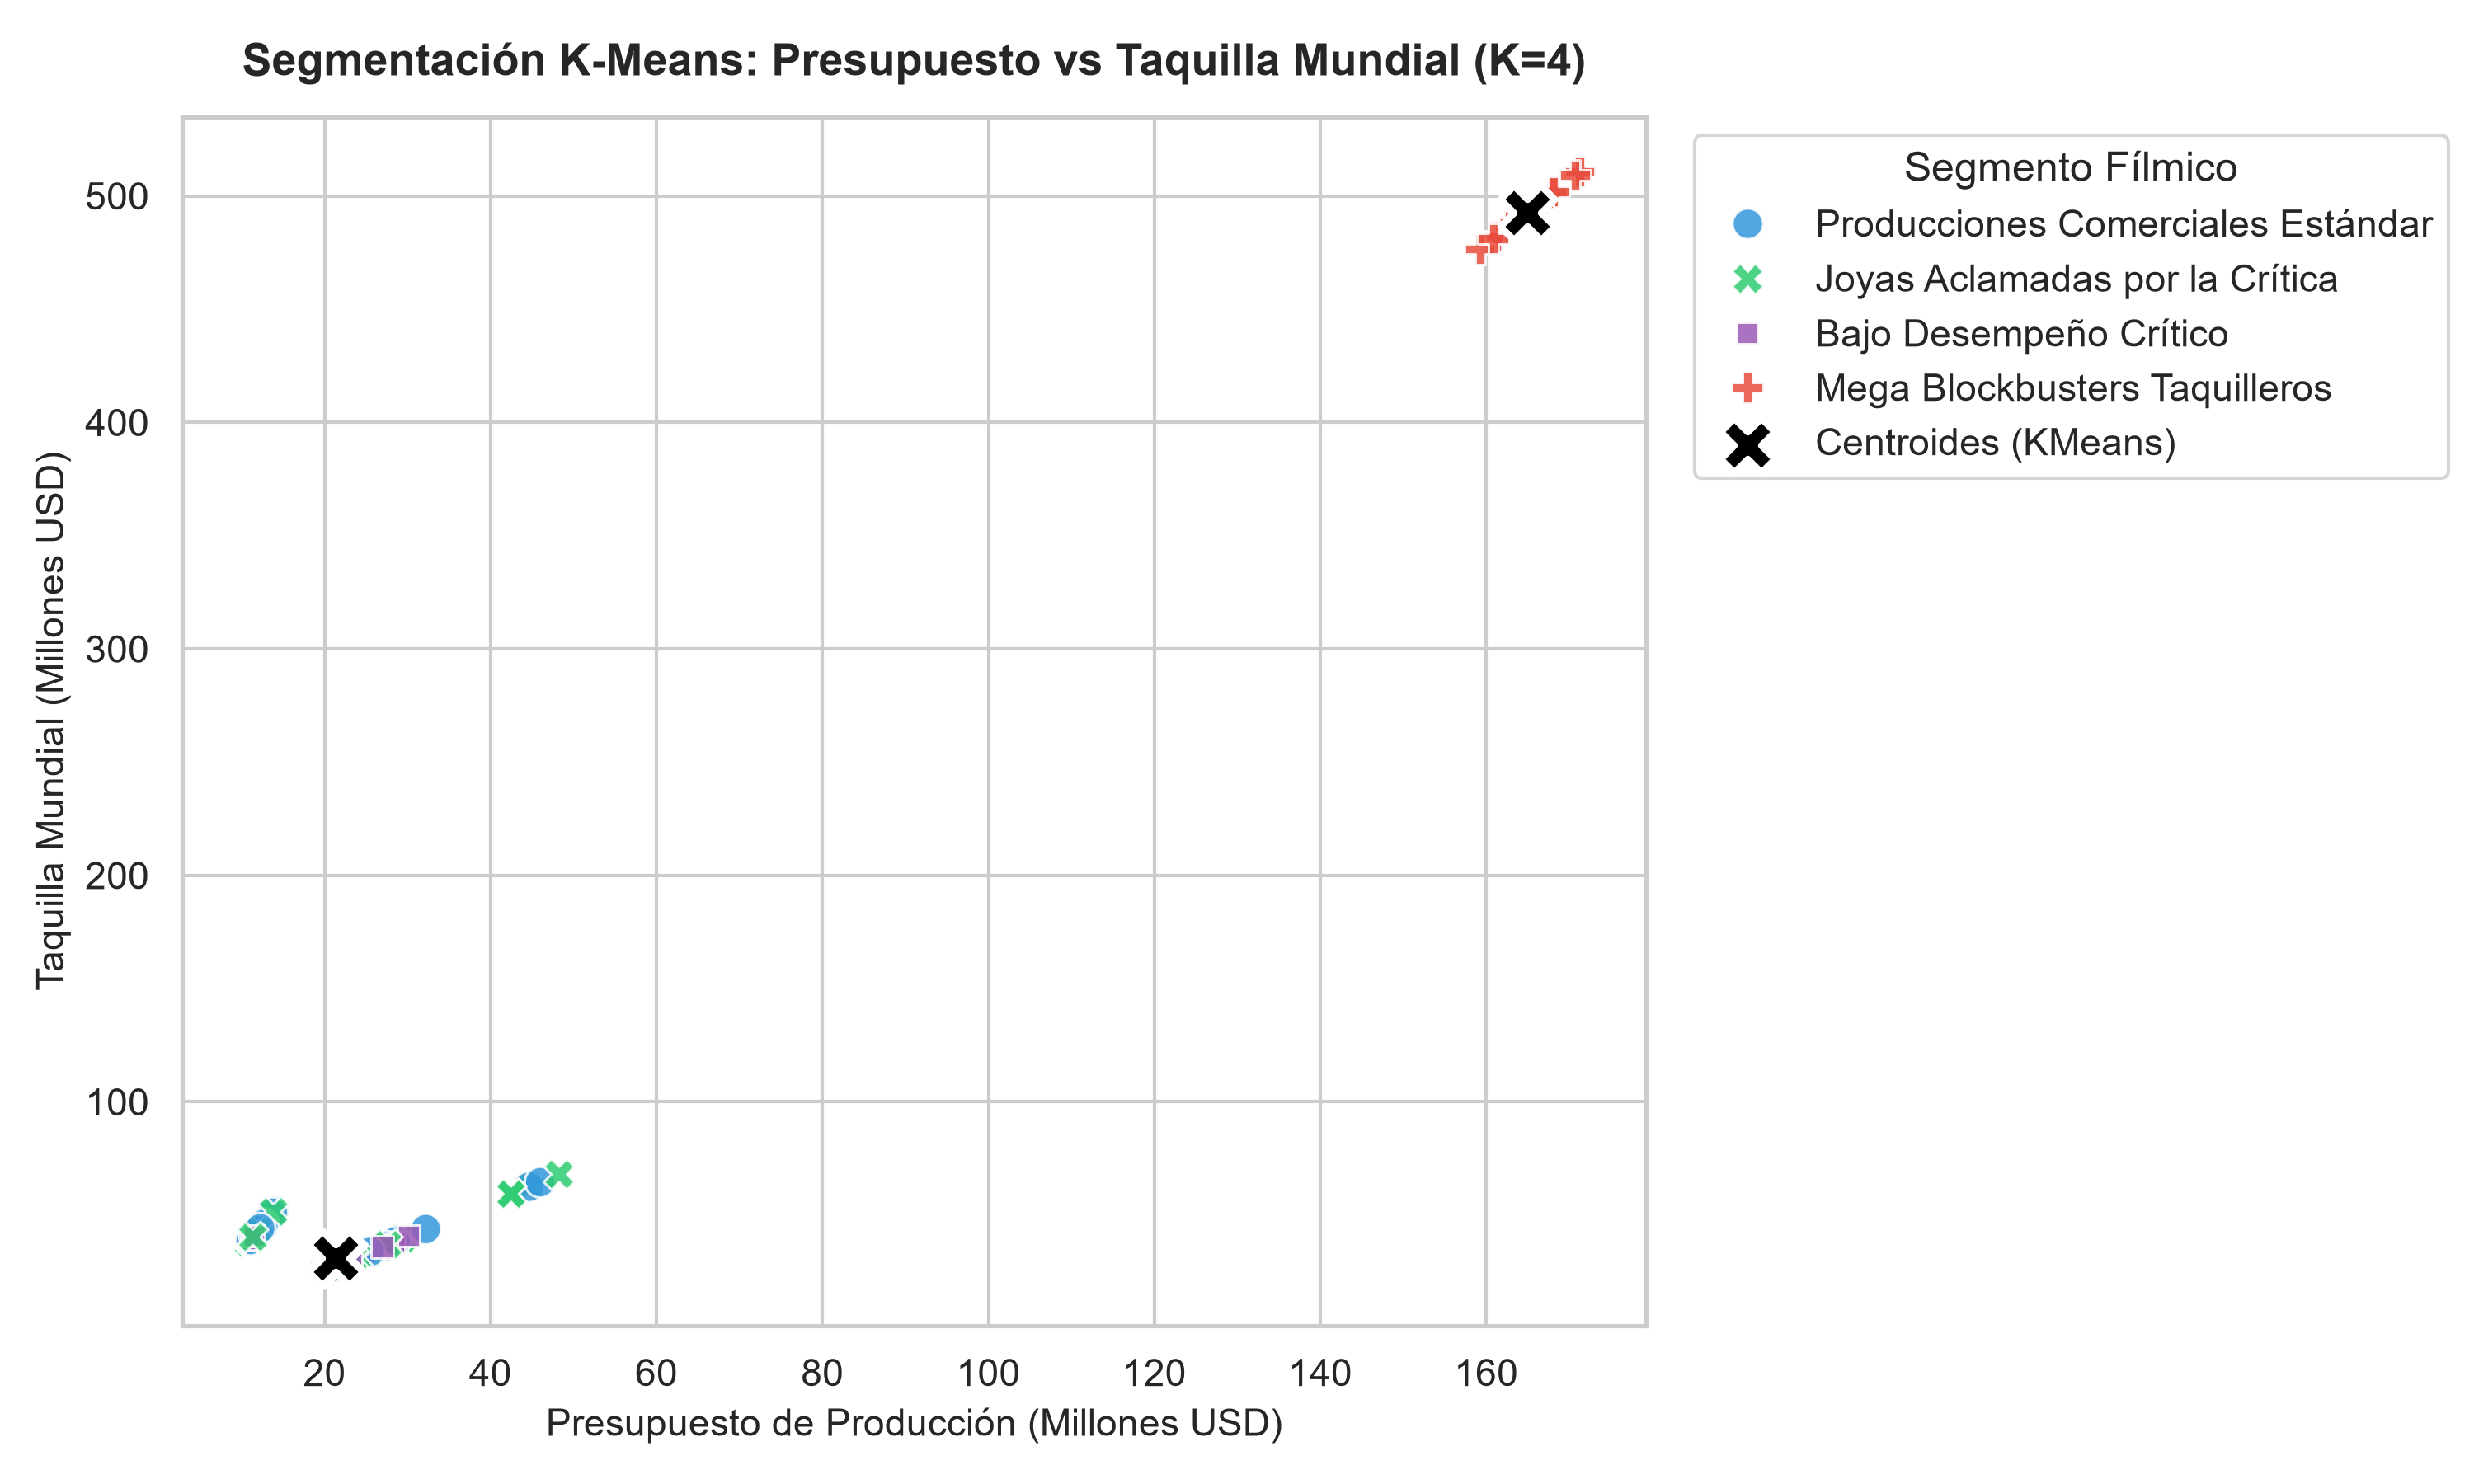 Segmentación K-Means: Presupuesto vs Taquilla Mundial (K=4)
Taquilla Mundial (Millones USD)
500
400
300
200
100
20
40
60
80
100
120
140
160
Presupuesto de Producción (Millones USD)
Segmento Fílmico
Producciones Comerciales Estándar
Joyas Aclamadas por la Crítica
Bajo Desempeño Crítico
Mega Blockbusters Taquilleros
Centroides (KMeans)